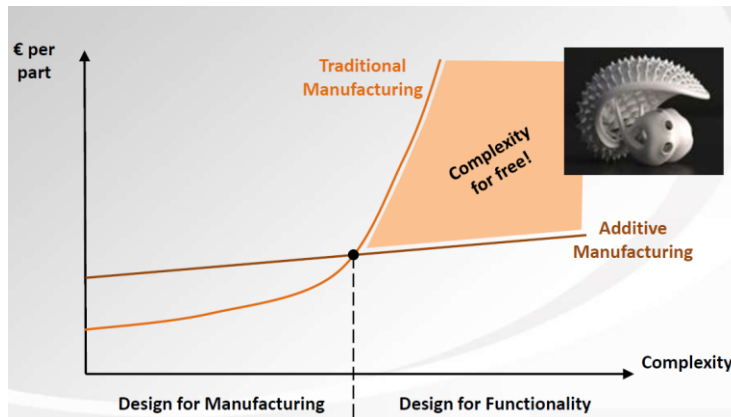 € per
part
Traditional
Manufacturing
Complexity
for free!
Additive
Manufacturing
Complexity
Design for Manufacturing
Design for Functionality